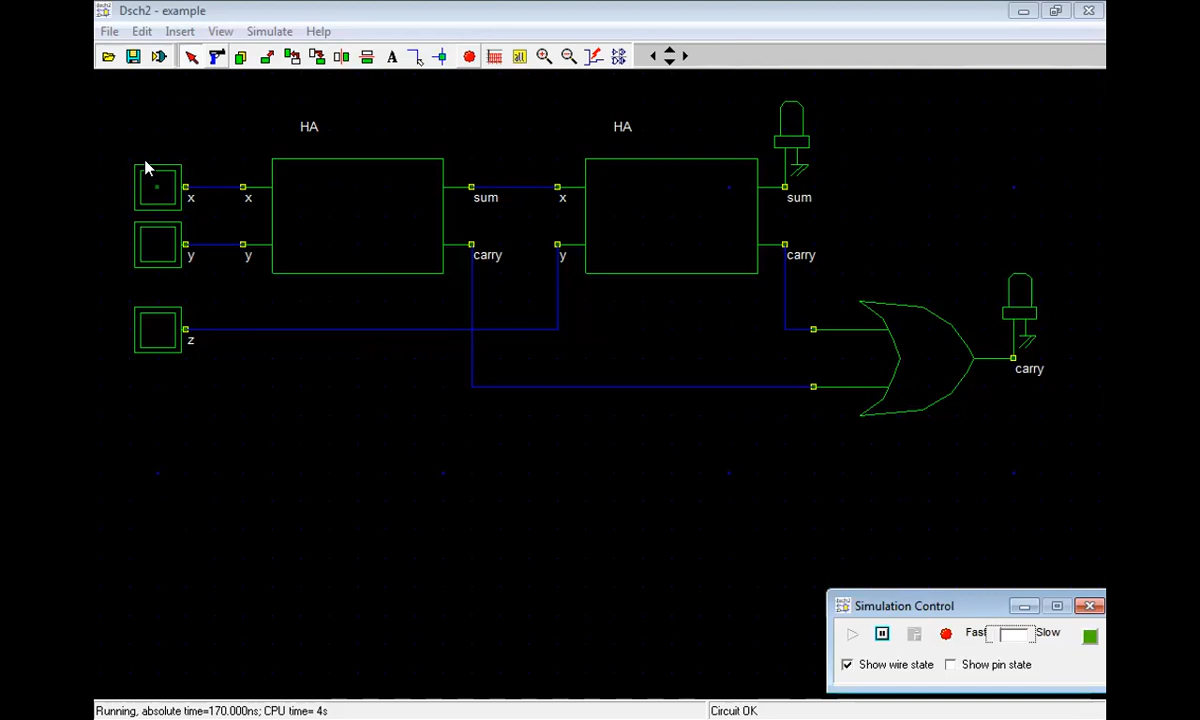 Dsch2 - example
File Edit Insert View Simulate Help
A
HA HA
x x sum x sum
y y carry y carry
z
carry
Simulation Control
Fast Slow
Show wire state Show pin state
Running, absolute time=170.000ns; CPU time= 4s Circuit OK